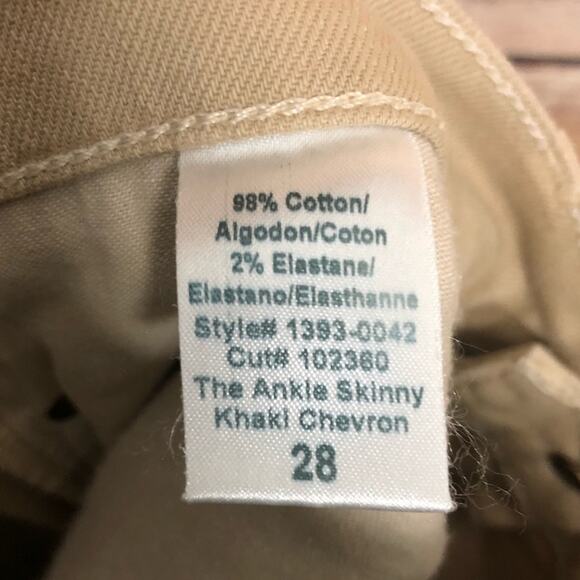 98% Cotton/
Algodon/Coton
2% Elastane/
Elastano/Elasthanne
Style# 1393-0042
Cut# 102360
The Ankle Skinny
Khaki Chevron
28